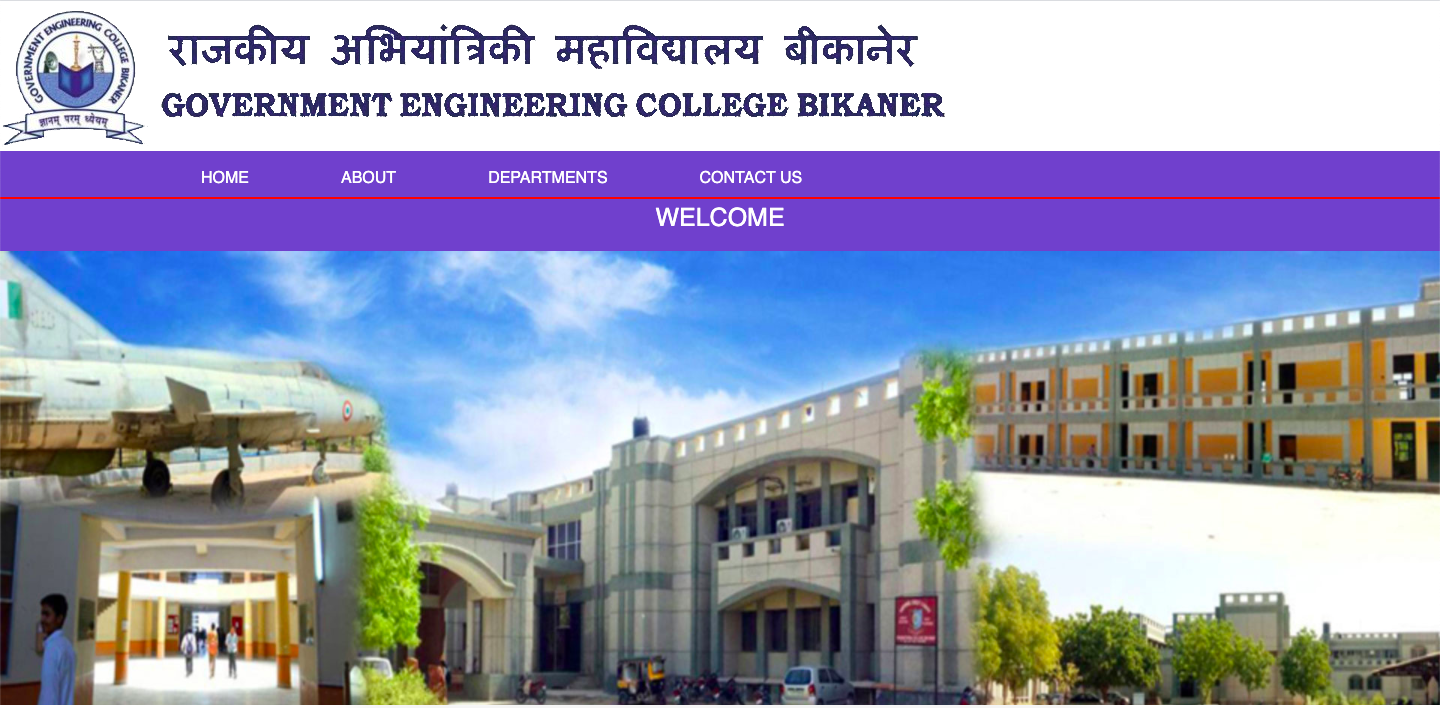 GOVERNMENT ENGINEERING COLLEGE BIKANER
ज्ञानम् परम् ध्येयम्
राजकीय अभियांत्रिकी महाविद्यालय बीकानेर
GOVERNMENT ENGINEERING COLLEGE BIKANER
HOME ABOUT DEPARTMENTS CONTACT US
WELCOME